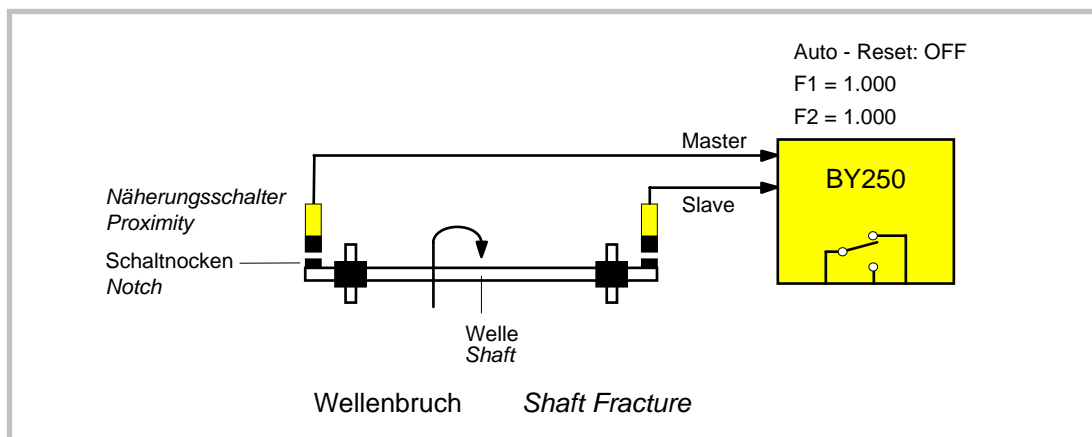 Auto - Reset: OFF
F1 = 1.000
F2 = 1.000
Master
BY250
Slave
Näherungsschalter
Proximity
Schaltnocken
Notch
Welle
Shaft
Wellenbruch Shaft Fracture